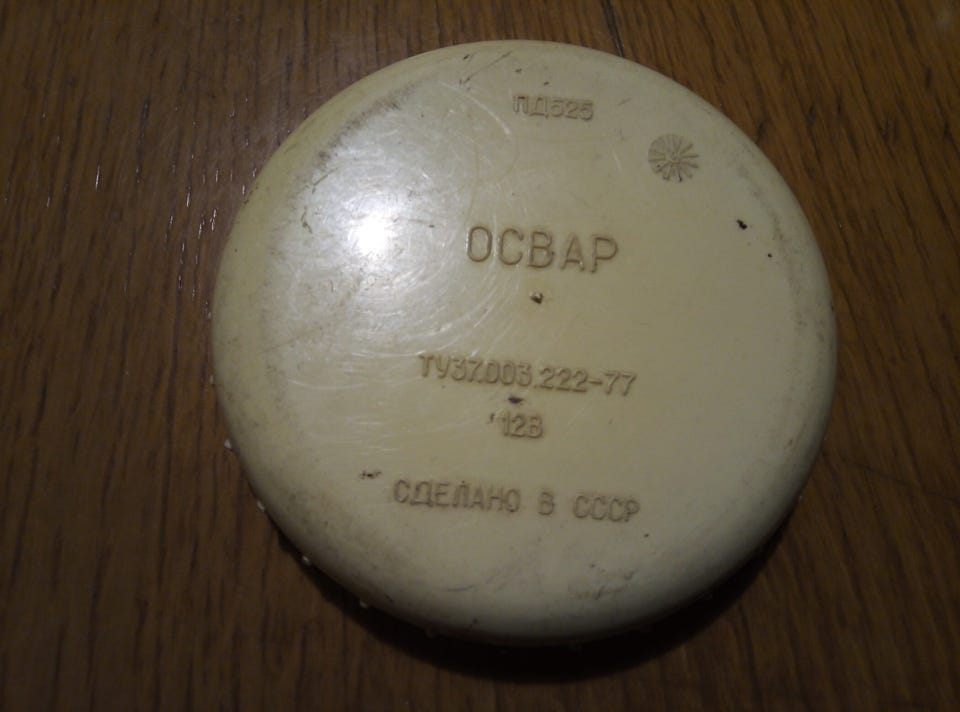 ПД525
ОСВАР
ТУ37.003.222-77
12В
СДЕЛАНО В СССР